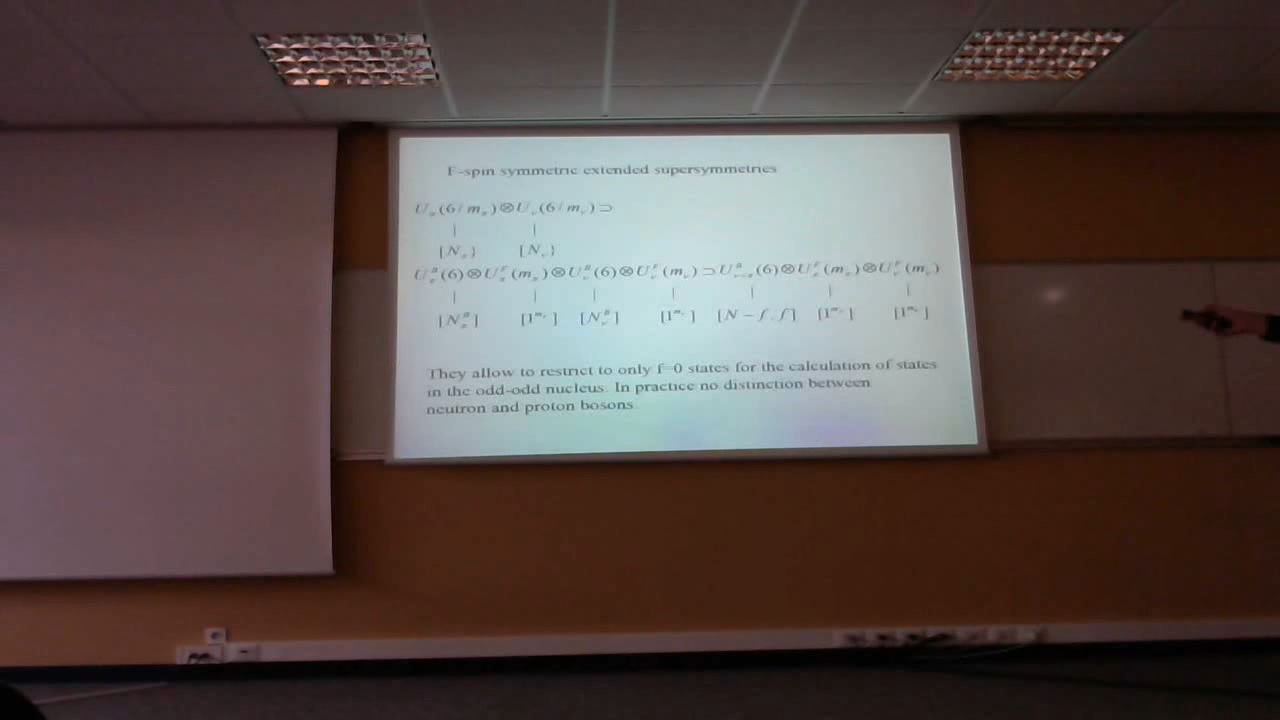 F-spin symmetric extended supersymmetries
U_π(6/m_π)⊗U_ν(6/m_ν)⊃
| |
[N_π} [N_ν}
U_π^B(6)⊗U_π^F(m_π)⊗U_ν^B(6)⊗U_ν^F(m_ν)⊃U_{ν+π}^B(6)⊗U_π^F(m_π)⊗U_ν^F(m_ν)
| | | | | | |
[N_π^B] [1^{m_π}] [N_ν^B] [1^{m_ν}] [N-f,f] [1^{m_π}] [1^{m_ν}]
They allow to restrict to only f=0 states for the calculation of states
in the odd-odd nucleus. In practice no distinction between
neutron and proton bosons